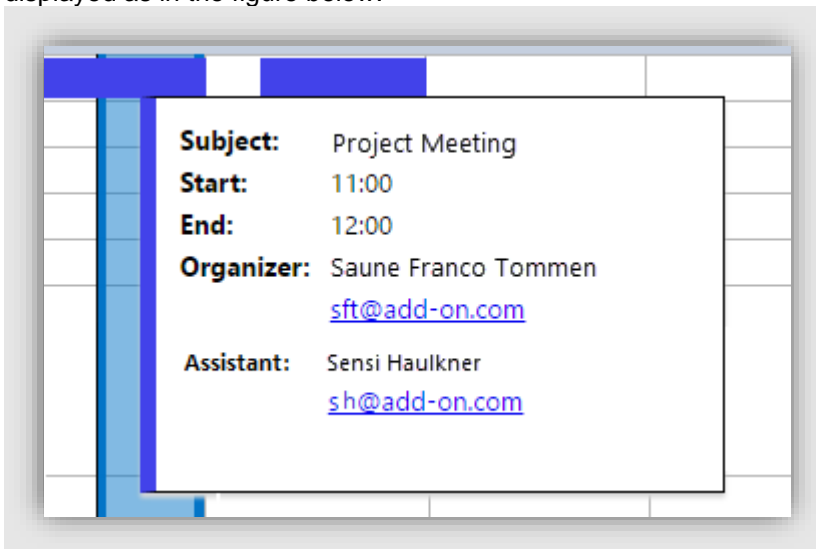 displayed as in the figure below.
Subject: Project Meeting
Start: 11:00
End: 12:00
Organizer: Saune Franco Tommen
sft@add-on.com
Assistant: Sensi Haulkner
sh@add-on.com